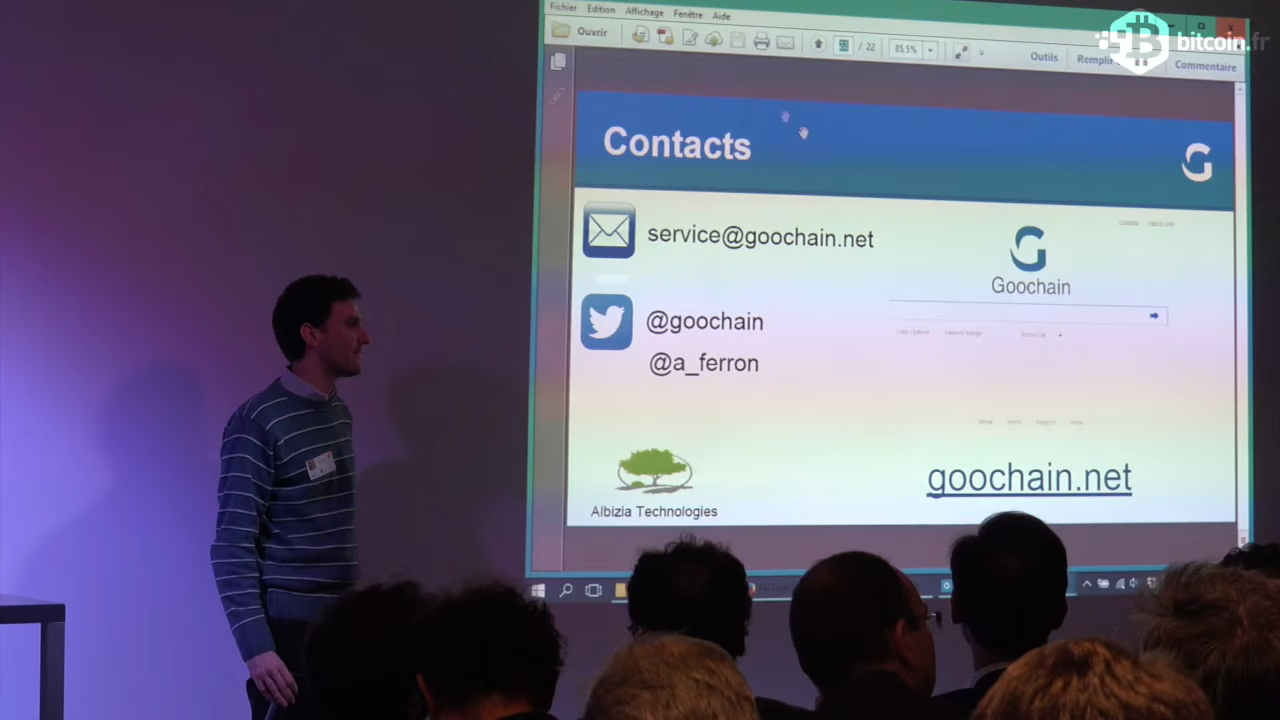 Fichier Edition Affichage Fenêtre Aide
bitcoin.fr
Ouvrir
22 / 22
85,5%
Outils
Commentaire
Contacts
service@goochain.net
Goochain
@goochain
@a_ferron
goochain.net
Albizia Technologies